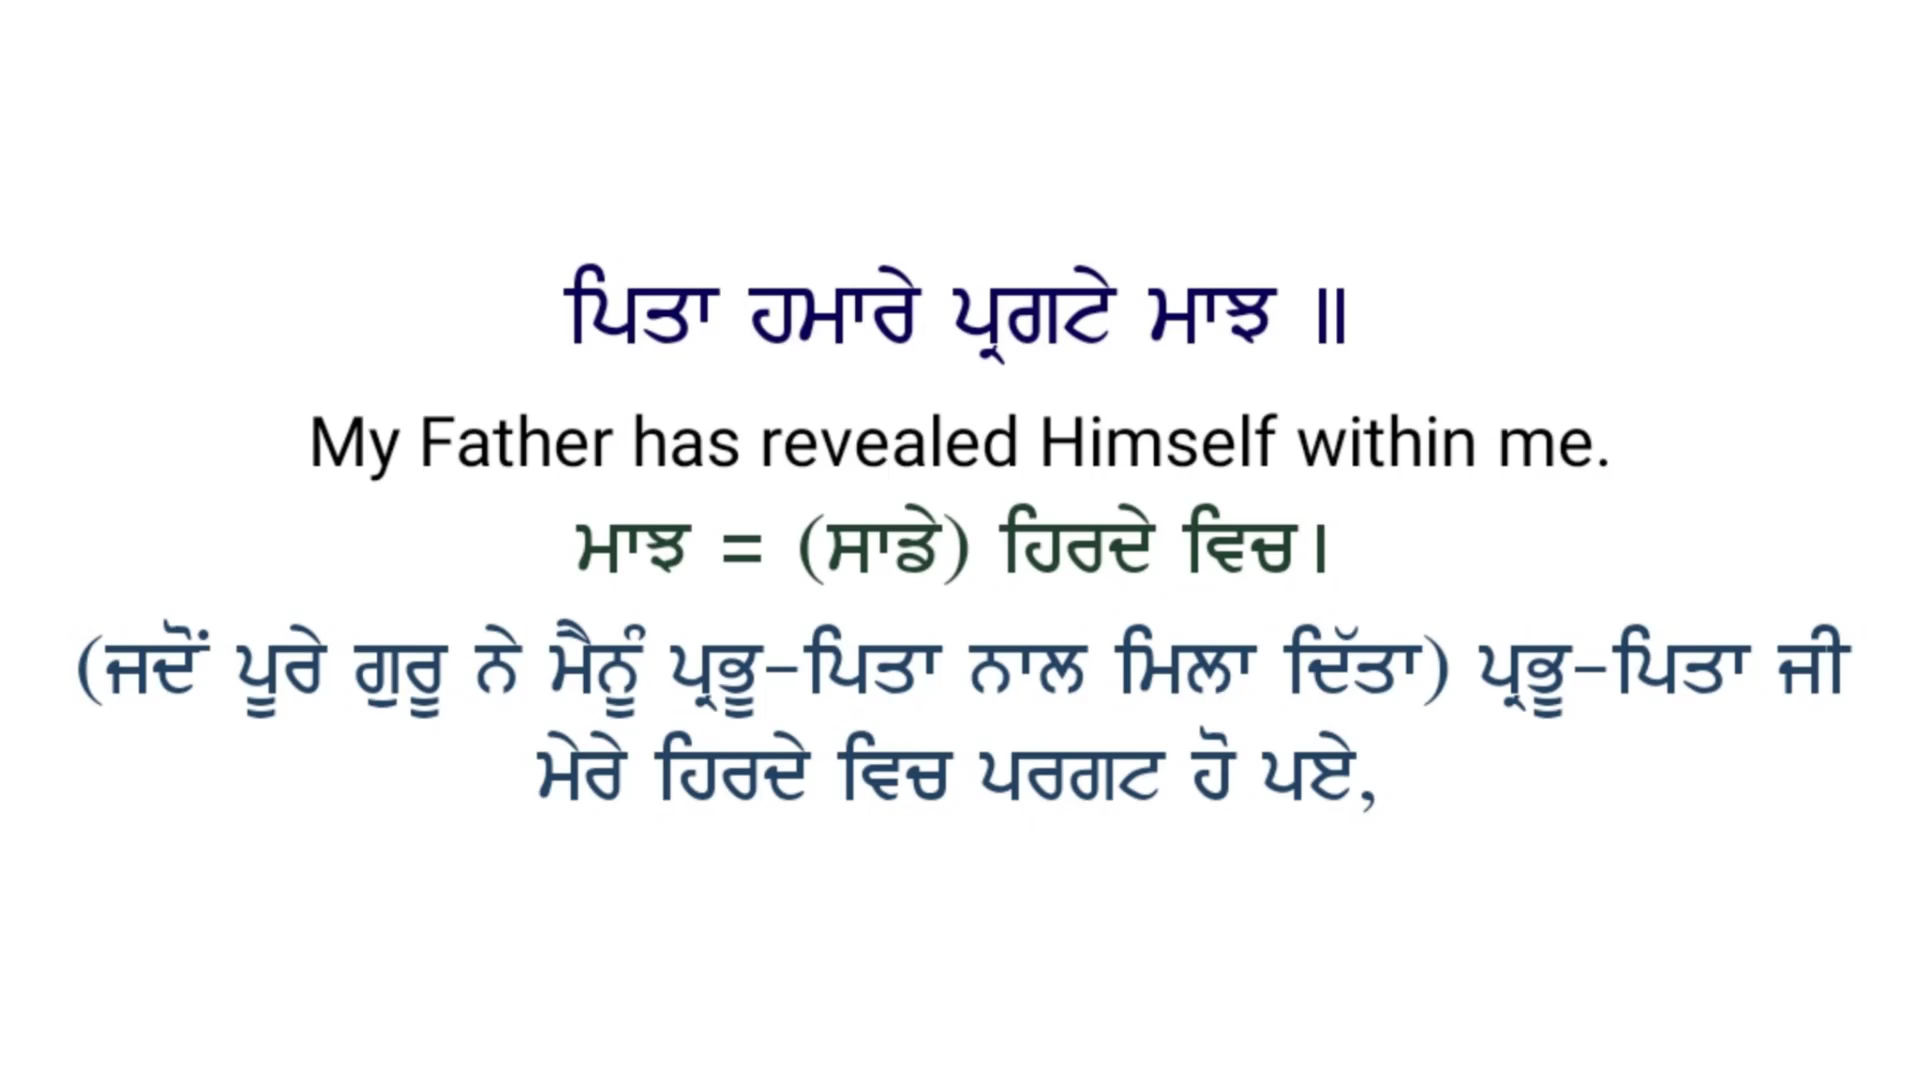 ਪਿਤਾ ਹਮਾਰੇ ਪ੍ਰਗਟੇ ਮਾਝ ॥
My Father has revealed Himself within me.
ਮਾਝ = (ਸਾਡੇ) ਹਿਰਦੇ ਵਿਚ।
(ਜਦੋਂ ਪੂਰੇ ਗੁਰੂ ਨੇ ਮੈਨੂੰ ਪ੍ਰਭੂ-ਪਿਤਾ ਨਾਲ ਮਿਲਾ ਦਿੱਤਾ) ਪ੍ਰਭੂ-ਪਿਤਾ ਜੀ
ਮੇਰੇ ਹਿਰਦੇ ਵਿਚ ਪਰਗਟ ਹੋ ਪਏ,